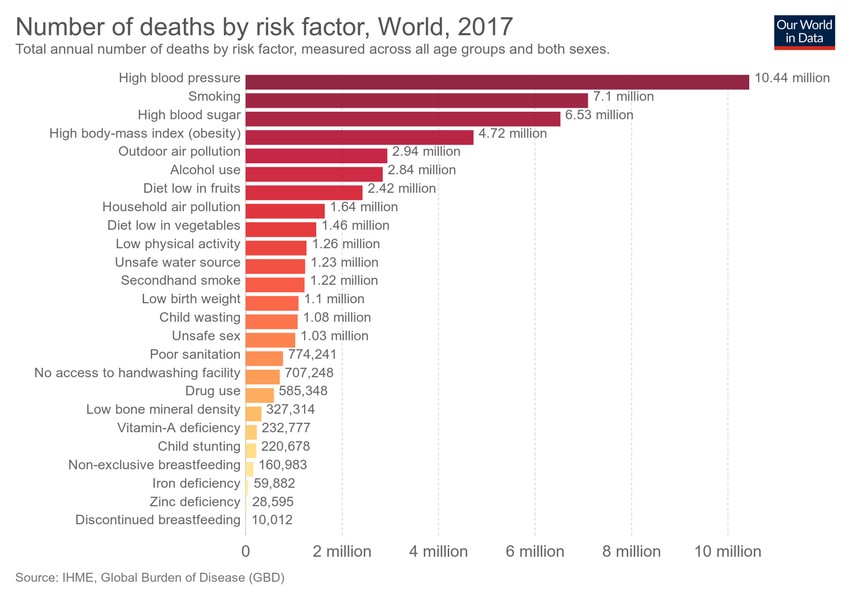 Number of deaths by risk factor, World, 2017
Total annual number of deaths by risk factor, measured across all age groups and both sexes.
Our World
in Data
High blood pressure 10.44 million
Smoking 7.1 million
High blood sugar 6.53 million
High body-mass index (obesity) 4.72 million
Outdoor air pollution 2.94 million
Alcohol use 2.84 million
Diet low in fruits 2.42 million
Household air pollution 1.64 million
Diet low in vegetables 1.46 million
Low physical activity 1.26 million
Unsafe water source 1.23 million
Secondhand smoke 1.22 million
Low birth weight 1.1 million
Child wasting 1.08 million
Unsafe sex 1.03 million
Poor sanitation 774,241
No access to handwashing facility 707,248
Drug use 585,348
Low bone mineral density 327,314
Vitamin-A deficiency 232,777
Child stunting 220,678
Non-exclusive breastfeeding 160,983
Iron deficiency 59,882
Zinc deficiency 28,595
Discontinued breastfeeding 10,012
0 2 million 4 million 6 million 8 million 10 million
Source: IHME, Global Burden of Disease (GBD)